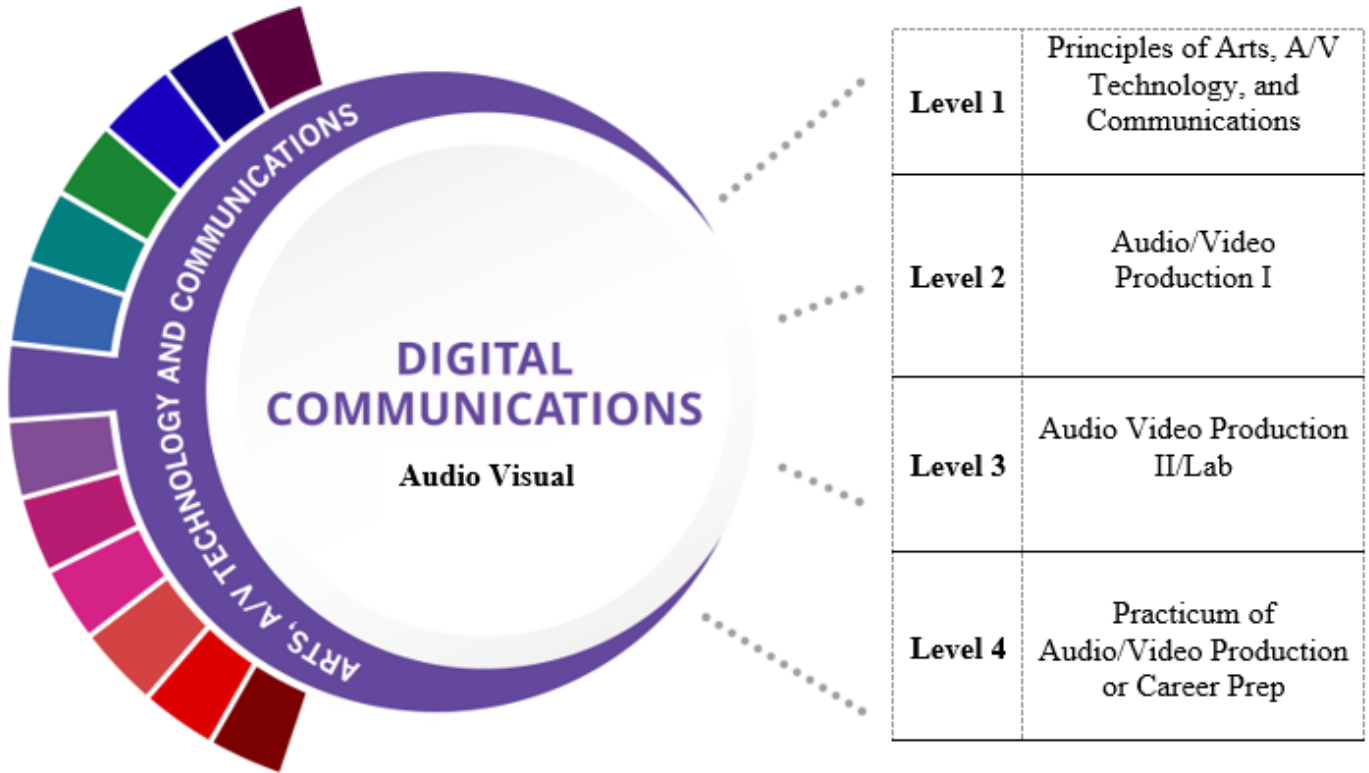 ARTS, A/V TECHNOLOGY AND COMMUNICATIONS
DIGITAL
COMMUNICATIONS
Audio Visual
Level 1
Principles of Arts, A/V
Technology, and
Communications
Level 2
Audio/Video
Production I
Level 3
Audio Video Production
II/Lab
Level 4
Practicum of
Audio/Video Production
or Career Prep